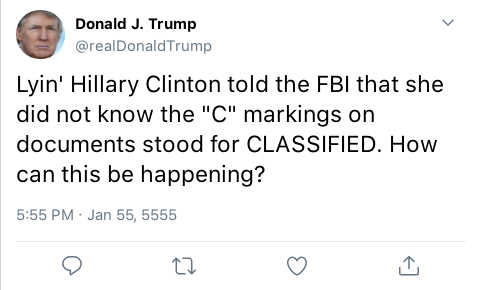 Donald J. Trump
@realDonaldTrump
Lyin' Hillary Clinton told the FBI that she
did not know the "C" markings on
documents stood for CLASSIFIED. How
can this be happening?
5:55 PM · Jan 55, 5555